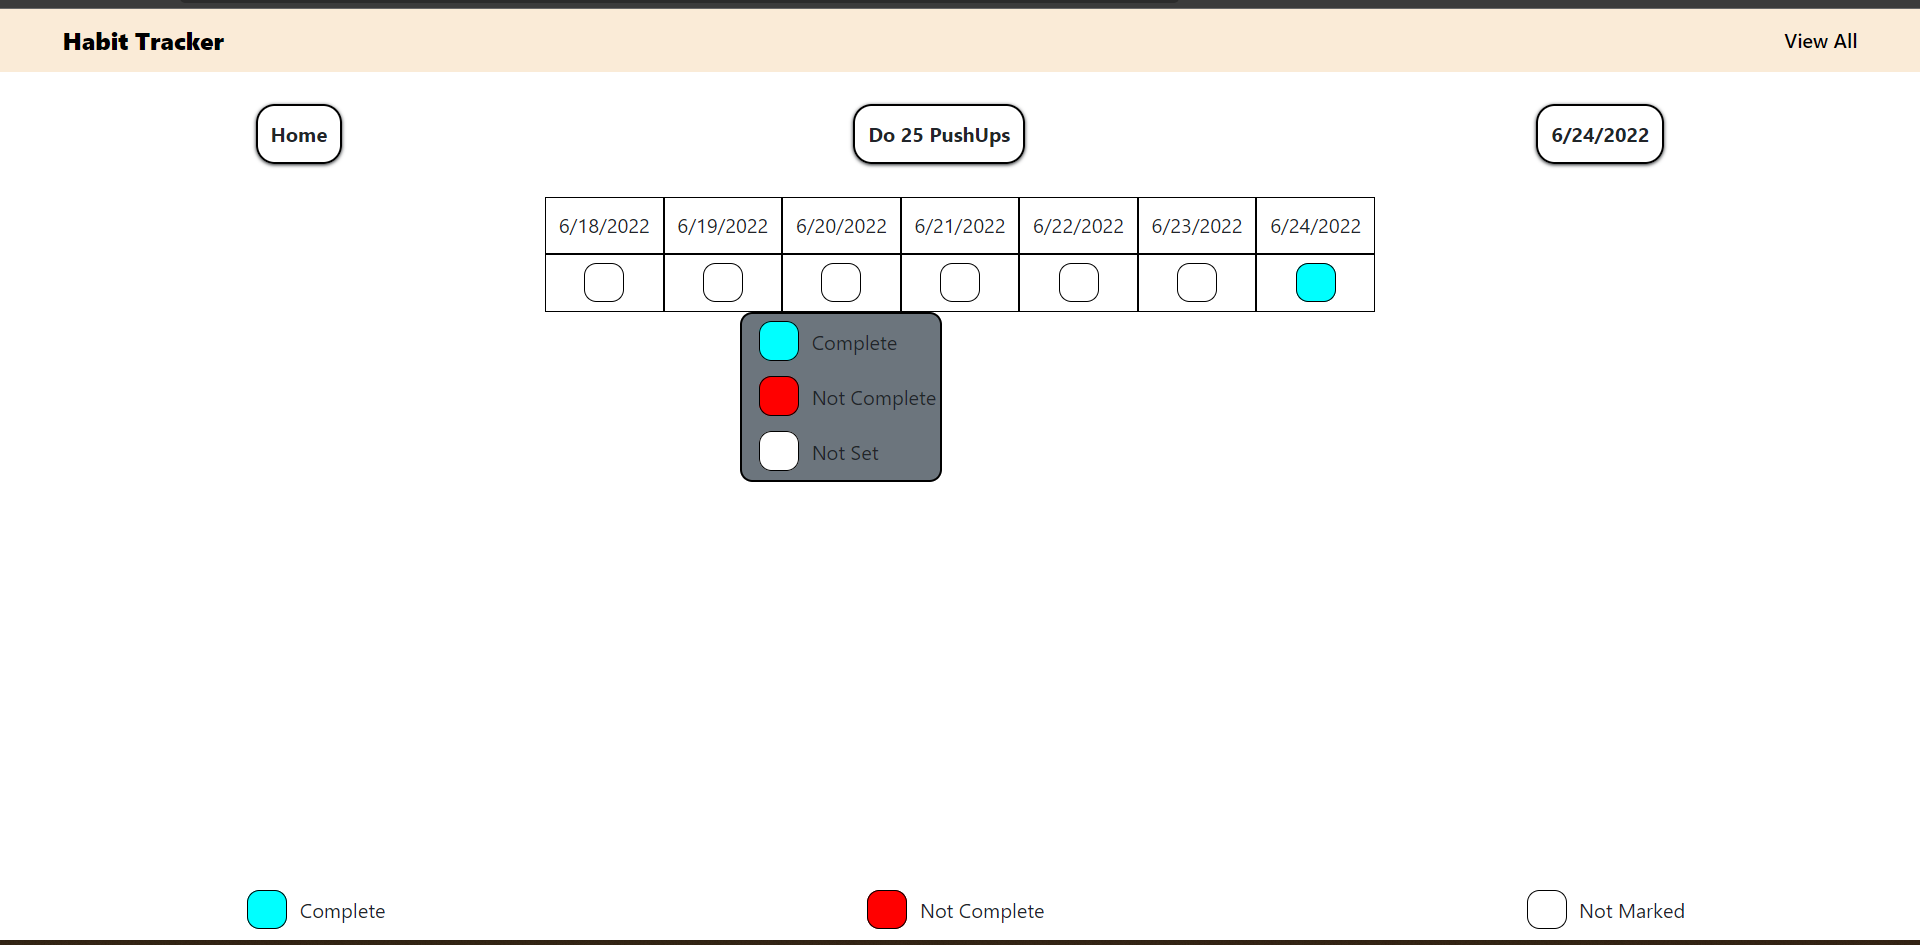 Habit Tracker View All
Home Do 25 PushUps 6/24/2022
6/18/2022 6/19/2022 6/20/2022 6/21/2022 6/22/2022 6/23/2022 6/24/2022
Complete
Not Complete
Not Set
Complete Not Complete Not Marked